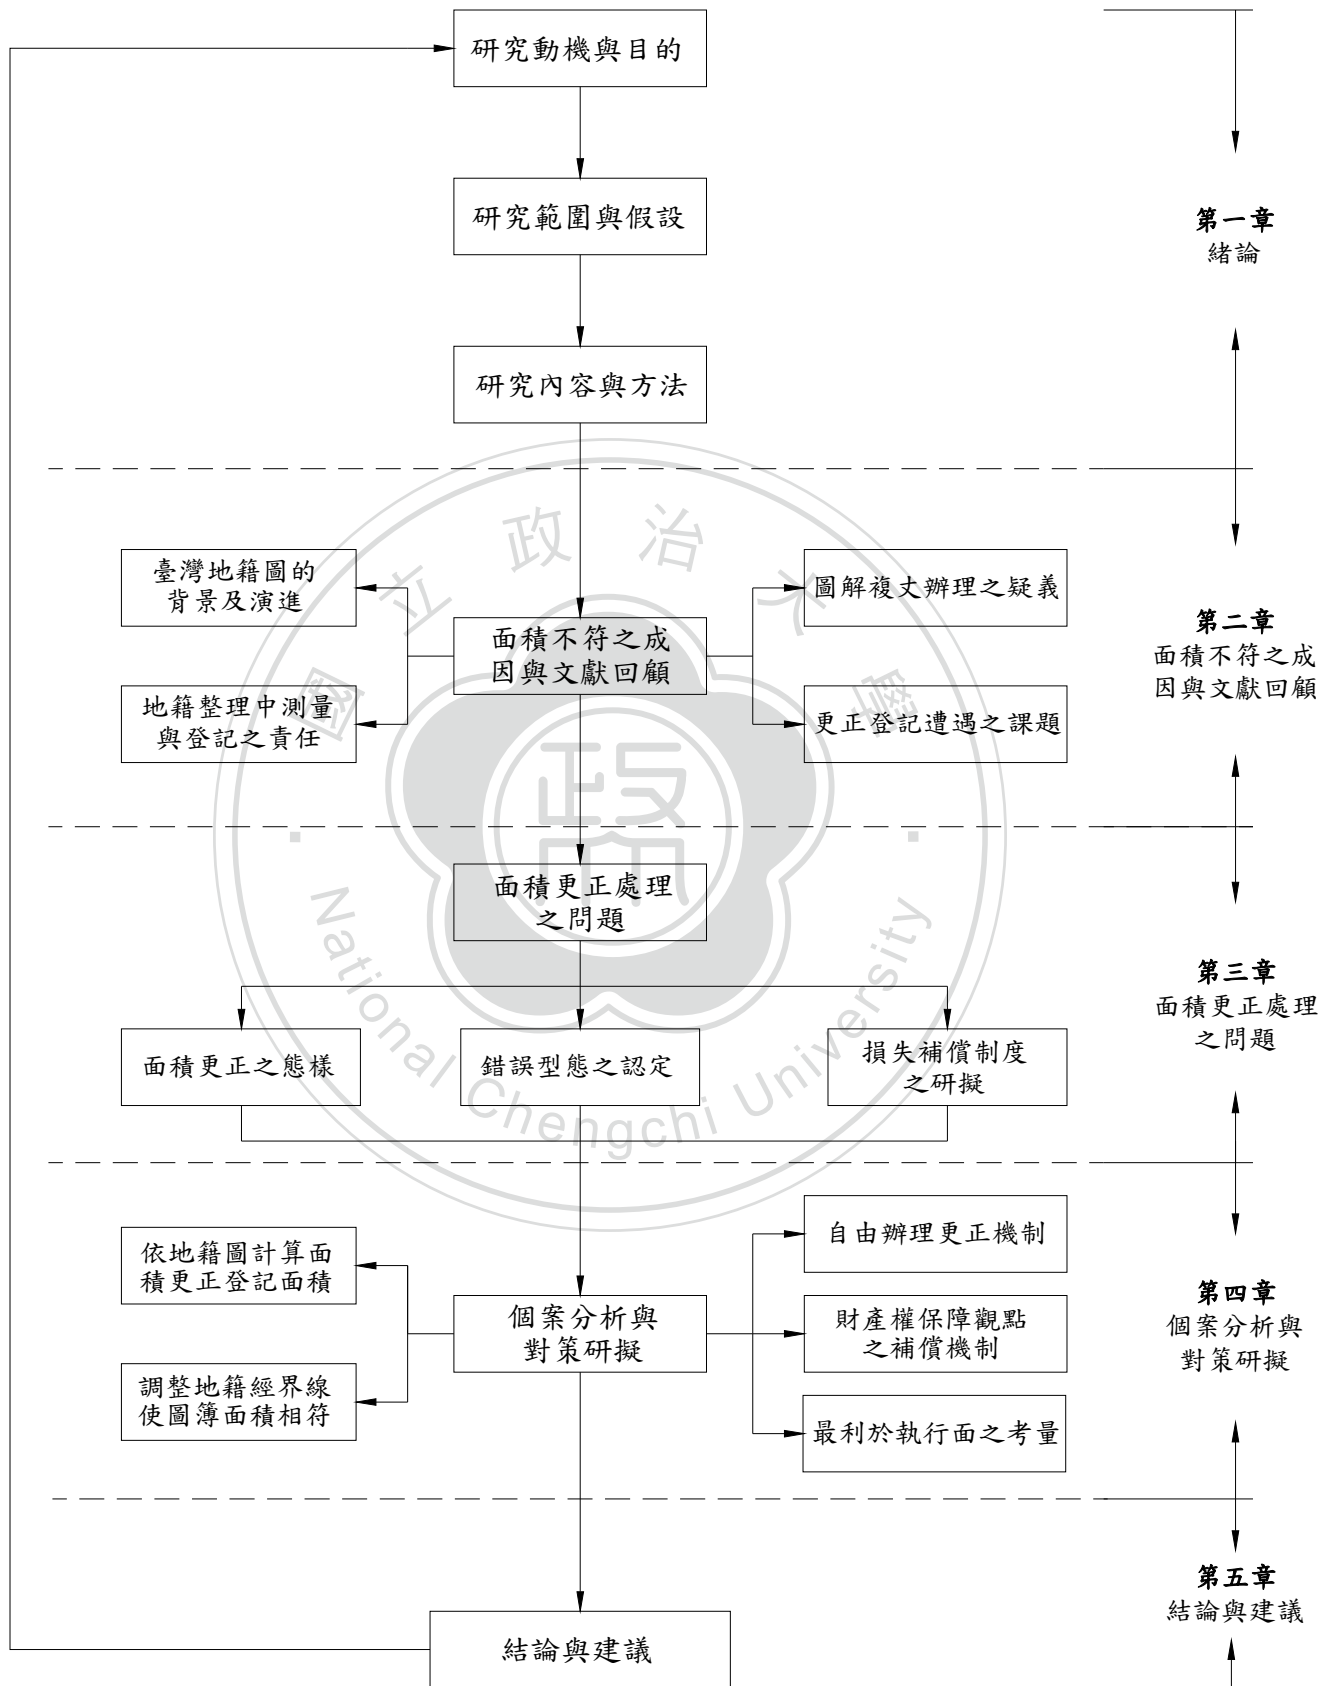 研究動機與目的
研究範圍與假設
第一章
緒論
研究內容與方法
國立政治大學
臺灣地籍圖的
背景及演進
圖解複丈辦理之疑義
面積不符之成
因與文獻回顧
第二章
面積不符之成
因與文獻回顧
地籍整理中測量
與登記之責任
更正登記遭遇之課題
政
面積更正處理
之問題
National Chengchi University
第三章
面積更正處理
之問題
面積更正之態樣
錯誤型態之認定
損失補償制度
之研擬
依地籍圖計算面
積更正登記面積
自由辦理更正機制
個案分析與
對策研擬
財產權保障觀點
之補償機制
第四章
個案分析與
對策研擬
調整地籍經界線
使圖簿面積相符
最利於執行面之考量
第五章
結論與建議
結論與建議